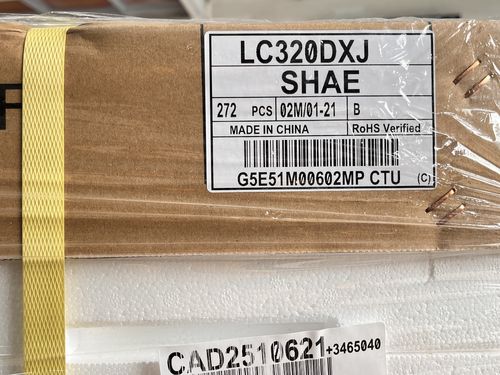 LC320DXJ
SHAE
272 PCS 02M/01-21 B
MADE IN CHINA RoHS Verified
G5E51M00602MP CTU (C)
CAD2510621+3465040